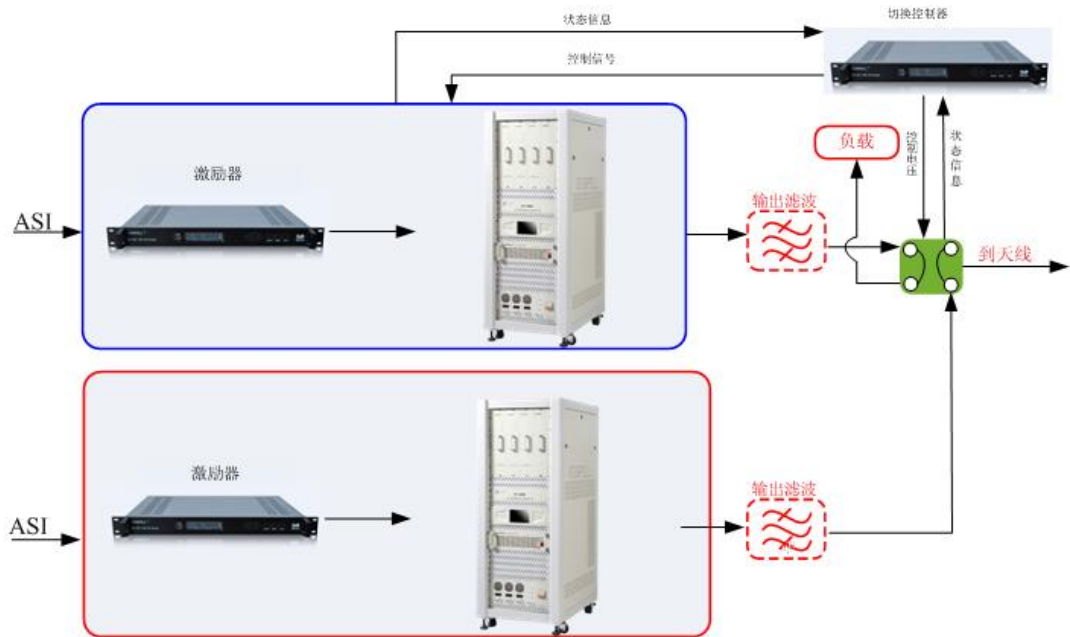 状态信息
切换控制器
控制信号
负载
控制电压
状态信息
激励器
输出滤波
ASI
到天线
激励器
输出滤波
ASI